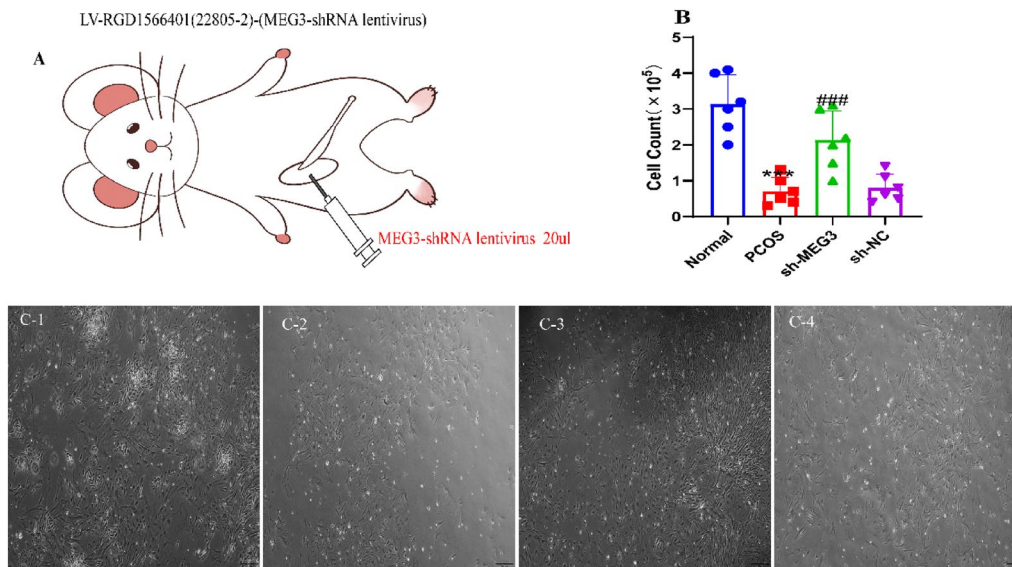 LV-RGD1566401(22805-2)-(MEG3-shRNA lentivirus)
A
MEG3-shRNA lentivirus 20ul
B
Cell Count(×10⁵)
5
4
3
2
1
0
***
###
Normal
PCOS
sh-MEG3
sh-NC
C-1
C-2
C-3
C-4